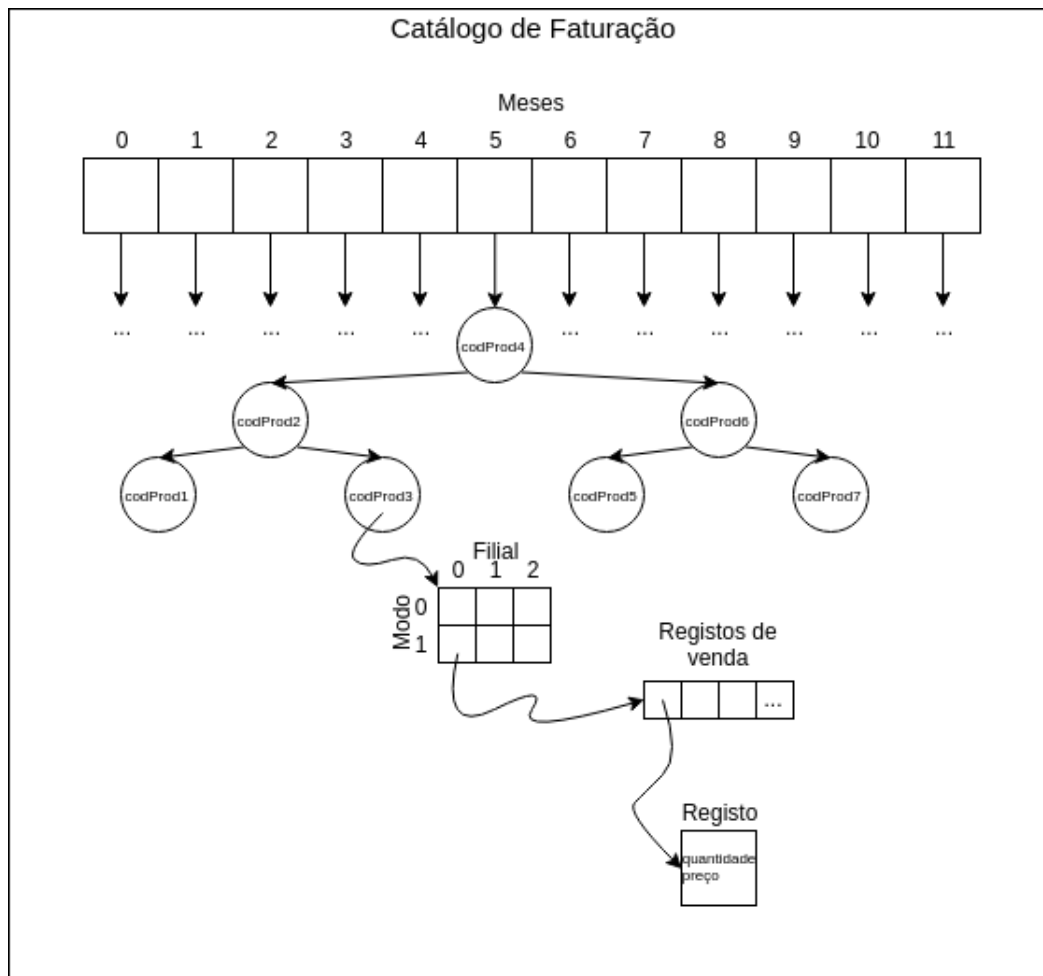 Catálogo de Faturação
Meses
0 1 2 3 4 5 6 7 8 9 10 11
... ... ... ... ... ... ... ... ... ... ...
codProd4
codProd2 codProd6
codProd1 codProd3 codProd5 codProd7
Filial
0 1 2
Modo
0
1
Registos de
venda
...
Registo
quantidade
preço